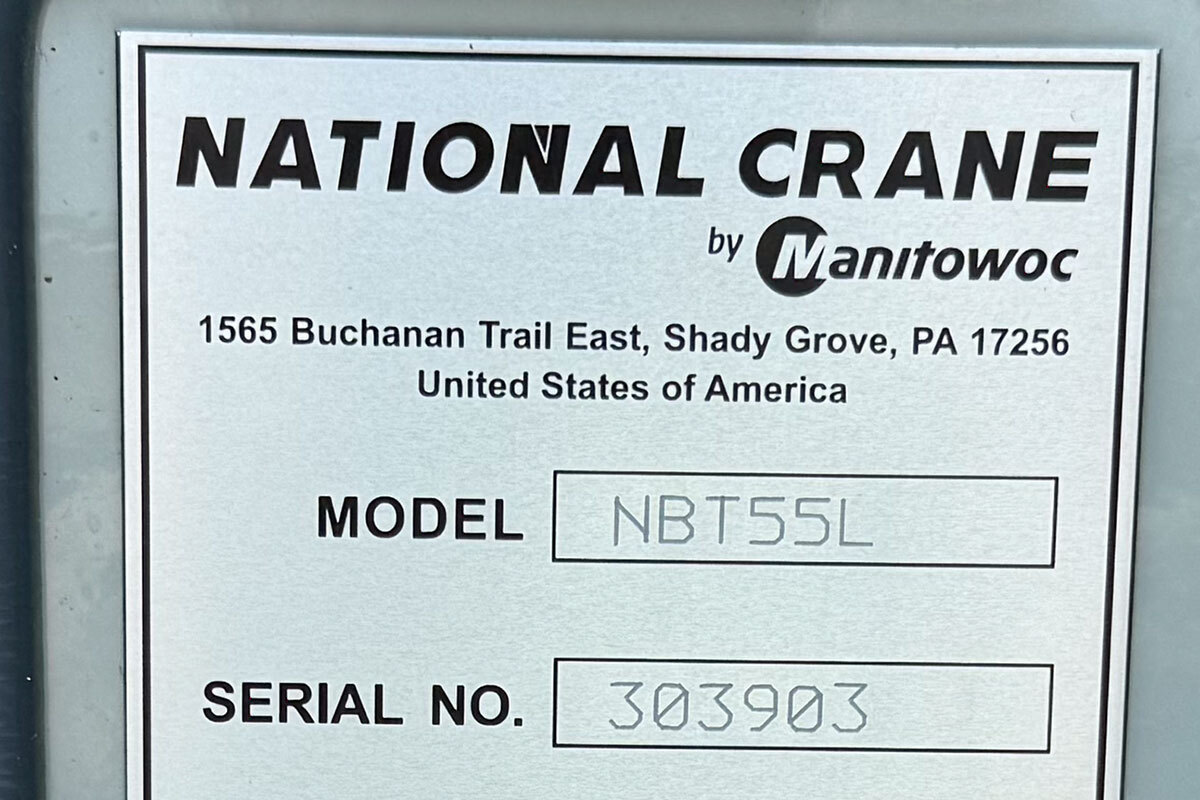 NATIONAL CRANE
by Manitowoc
1565 Buchanan Trail East, Shady Grove, PA 17256
United States of America
MODEL NBT55L
SERIAL NO. 303903